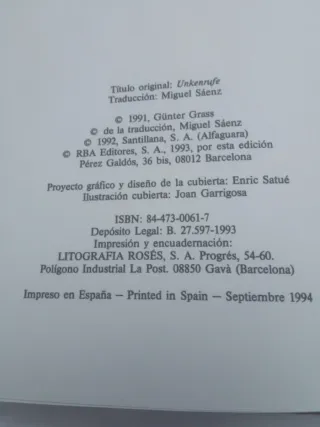 Título original: Unkenrufe
Traducción: Miguel Sáenz
© 1991, Günter Grass
© de la traducción, Miguel Sáenz
© 1992, Santillana, S. A. (Alfaguara)
© RBA Editores, S. A., 1993, por esta edición
Pérez Galdós, 36 bis, 08012 Barcelona
Proyecto gráfico y diseño de la cubierta: Enric Satué
Ilustración cubierta: Joan Garrigosa
ISBN: 84-473-0061-7
Depósito Legal: B. 27.597-1993
Impresión y encuadernación:
LITOGRAFIA ROSÉS, S. A. Progrés, 54-60.
Polígono Industrial La Post. 08850 Gavà (Barcelona)
Impreso en España — Printed in Spain — Septiembre 1994